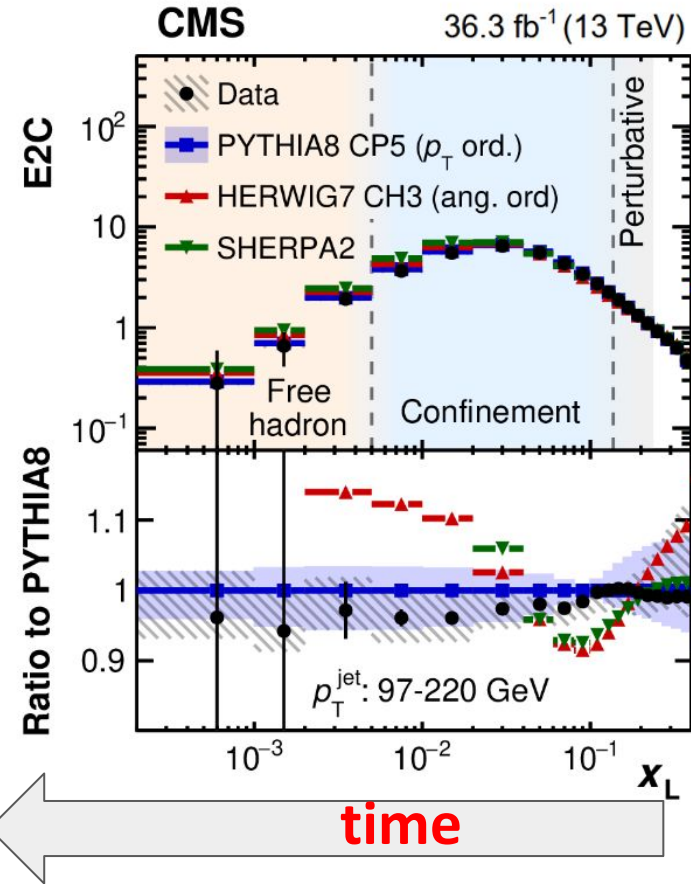 CMS 36.3 fb⁻¹ (13 TeV)
E2C
10²
10
1
10⁻¹
Data
PYTHIA8 CP5 (p_T ord.)
HERWIG7 CH3 (ang. ord)
SHERPA2
Perturbative
Free
hadron
Confinement
Ratio to PYTHIA8
1.1
1
0.9
p_T^jet: 97-220 GeV
10⁻³ 10⁻² 10⁻¹
x_L
time